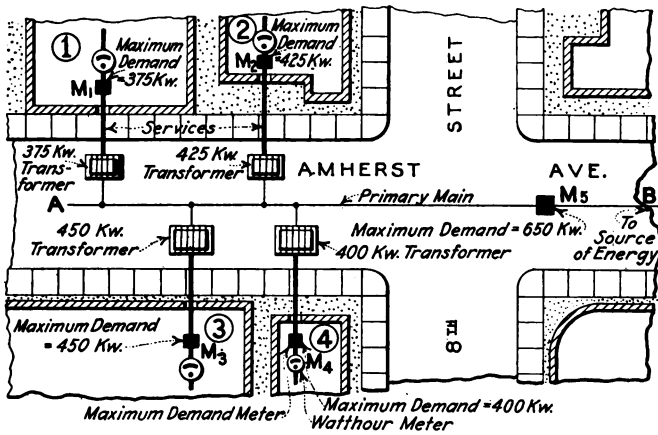 ①
Maximum
Demand
=375Kw.
M₁
②
Maximum
Demand
=425Kw.
M₂
STREET
Services
375 Kw.
Trans-
former
425 Kw.
Transformer
AMHERST AVE.
A
Primary Main
M₅
B
Maximum Demand = 650 Kw.
To
Source
of Energy
450 Kw.
Transformer
400 Kw. Transformer
Maximum Demand
= 450 Kw.
③
M₃
④
M₄
8TH
Maximum Demand Meter
Maximum Demand = 400 Kw.
Watthour Meter